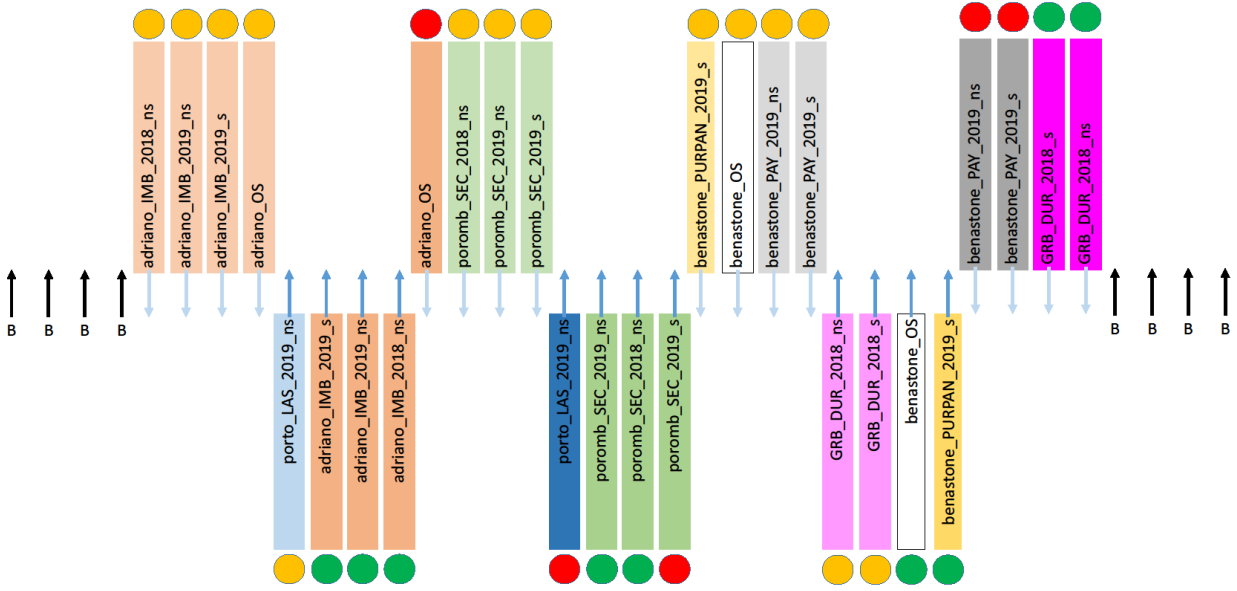 adriano_IMB_2018_ns
adriano_IMB_2019_ns
adriano_IMB_2019_s
adriano_OS
adriano_OS
poromb_SEC_2018_ns
poromb_SEC_2019_ns
poromb_SEC_2019_s
benastone_PURPAN_2019_s
benastone_OS
benastone_PAY_2019_ns
benastone_PAY_2019_s
benastone_PAY_2019_ns
benastone_PAY_2019_s
GRB_DUR_2018_s
GRB_DUR_2018_ns
B
B
B
B
porto_LAS_2019_ns
adriano_IMB_2019_s
adriano_IMB_2019_ns
adriano_IMB_2018_ns
porto_LAS_2019_ns
poromb_SEC_2019_ns
poromb_SEC_2018_ns
poromb_SEC_2019_s
GRB_DUR_2018_ns
GRB_DUR_2018_s
benastone_OS
benastone_PURPAN_2019_s
B
B
B
B